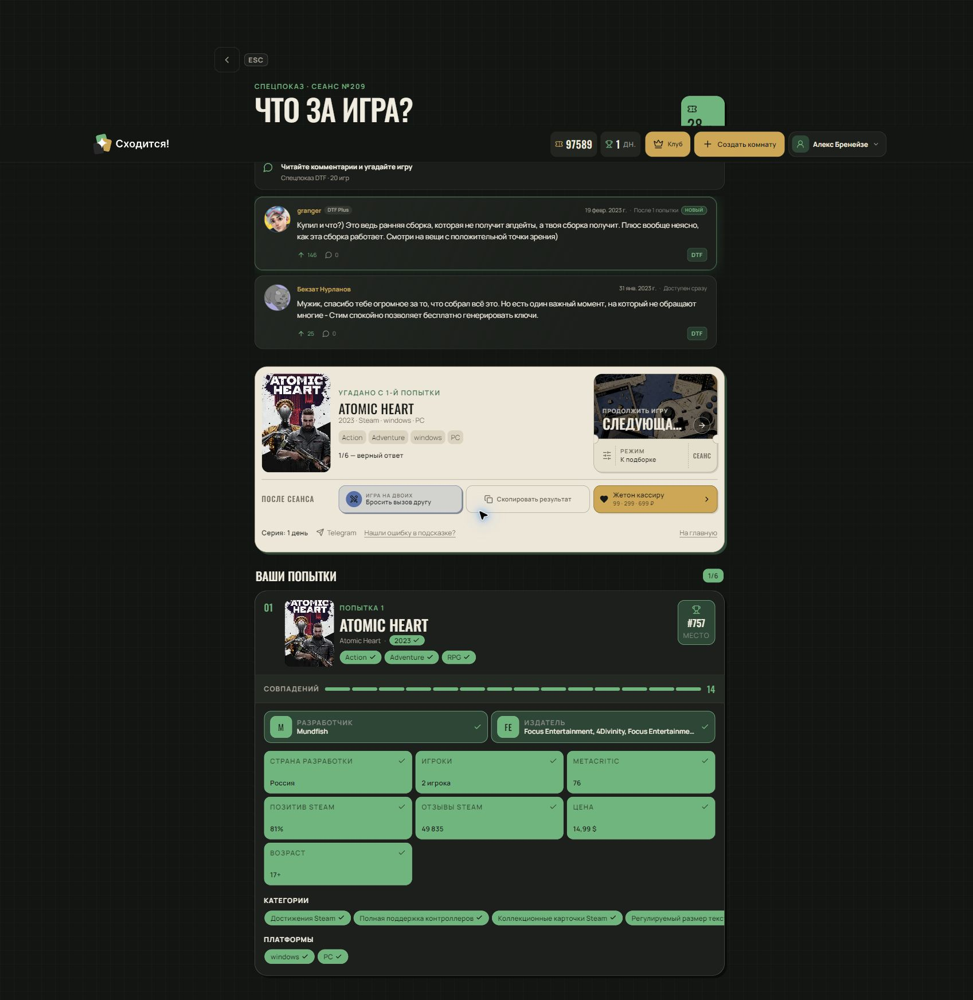 ESC
СПЕЦПОКАЗ · СЕАНС №209
ЧТО ЗА ИГРА?
28
Сходится!
97589
1 ДН.
Клуб
Создать комнату
Алекс Бренейзе
Читайте комментарии и угадайте игру
Спецпоказ DTF · 20 игр
granger DTF Plus
19 февр. 2023 г. · После 1 попытки НОВЫЙ
Купил и что?) Это ведь ранняя сборка, которая не получит апдейты, а твоя сборка получит. Плюс вообще неясно,
как эта сборка работает. Смотри на вещи с положительной точки зрения)
146 0
DTF
Бекзат Нурланов
31 янв. 2023 г. · Доступен сразу
Мужик, спасибо тебе огромное за то, что собрал всё это. Но есть один важный момент, на который не обращают
многие - Стим спокойно позволяет бесплатно генерировать ключи.
25 0
DTF
ATOMIC
HEART
УГАДАНО С 1-Й ПОПЫТКИ
ATOMIC HEART
2023 · Steam · windows · PC
Action Adventure windows PC
1/6 — верный ответ
ПРОДОЛЖИТЬ ИГРУ
СЛЕДУЮЩА...
РЕЖИМ
К подборке
СЕАНС
ПОСЛЕ СЕАНСА
ИГРА НА ДВОИХ
Бросить вызов другу
Скопировать результат
Жетон кассиру
99 · 299 · 699 ₽
Серия: 1 день
Telegram
Нашли ошибку в подсказке?
На главную
ВАШИ ПОПЫТКИ
1/6
01
ATOMIC
HEART
ПОПЫТКА 1
ATOMIC HEART
Atomic Heart · 2023
Action Adventure RPG
#757
МЕСТО
СОВПАДЕНИЙ
14
M
РАЗРАБОТЧИК
Mundfish
FE
ИЗДАТЕЛЬ
Focus Entertainment, 4Divinity, Focus Entertainme...
СТРАНА РАЗРАБОТКИ
Россия
ИГРОКИ
2 игрока
METACRITIC
76
ПОЗИТИВ STEAM
81%
ОТЗЫВЫ STEAM
49 835
ЦЕНА
14,99 $
ВОЗРАСТ
17+
КАТЕГОРИИ
Достижения Steam
Полная поддержка контроллеров
Коллекционные карточки Steam
Регулируемый размер текс
ПЛАТФОРМЫ
windows PC